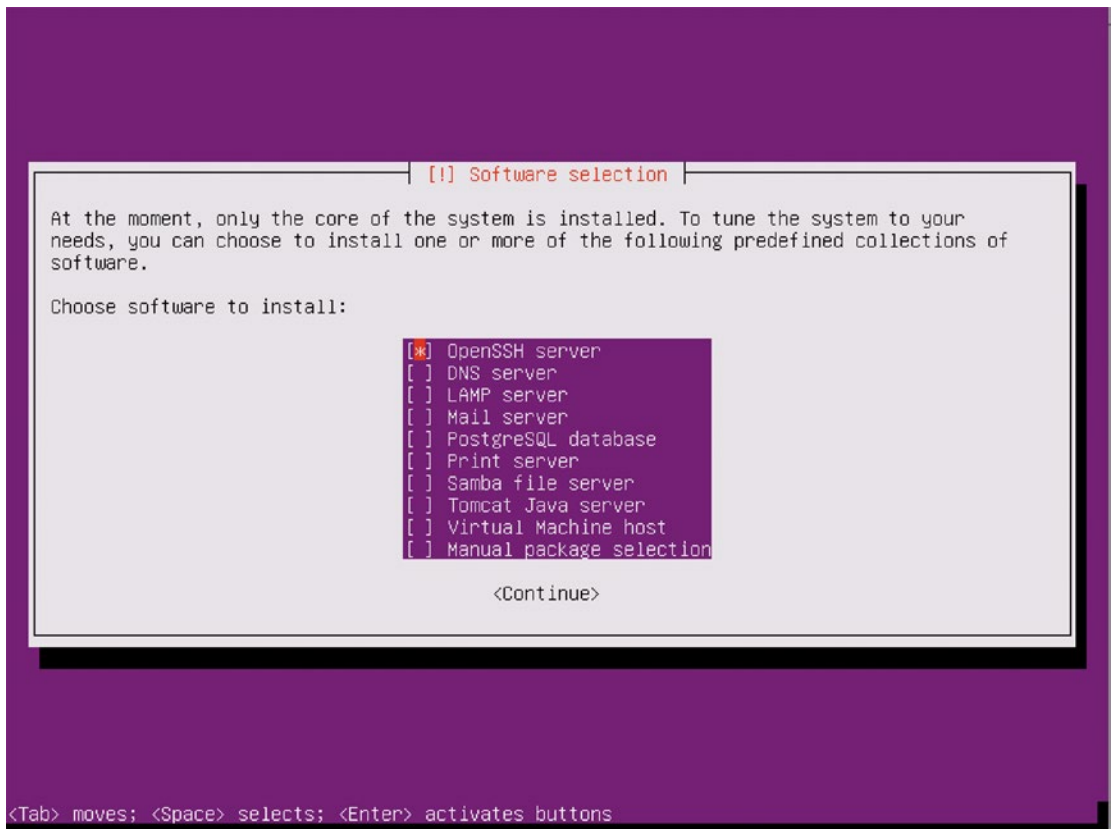 [!] Software selection
At the moment, only the core of the system is installed. To tune the system to your
needs, you can choose to install one or more of the following predefined collections of
software.
Choose software to install:
[*] OpenSSH server
[ ] DNS server
[ ] LAMP server
[ ] Mail server
[ ] PostgreSQL database
[ ] Print server
[ ] Samba file server
[ ] Tomcat Java server
[ ] Virtual Machine host
[ ] Manual package selection
<Continue>
<Tab> moves; <Space> selects; <Enter> activates buttons